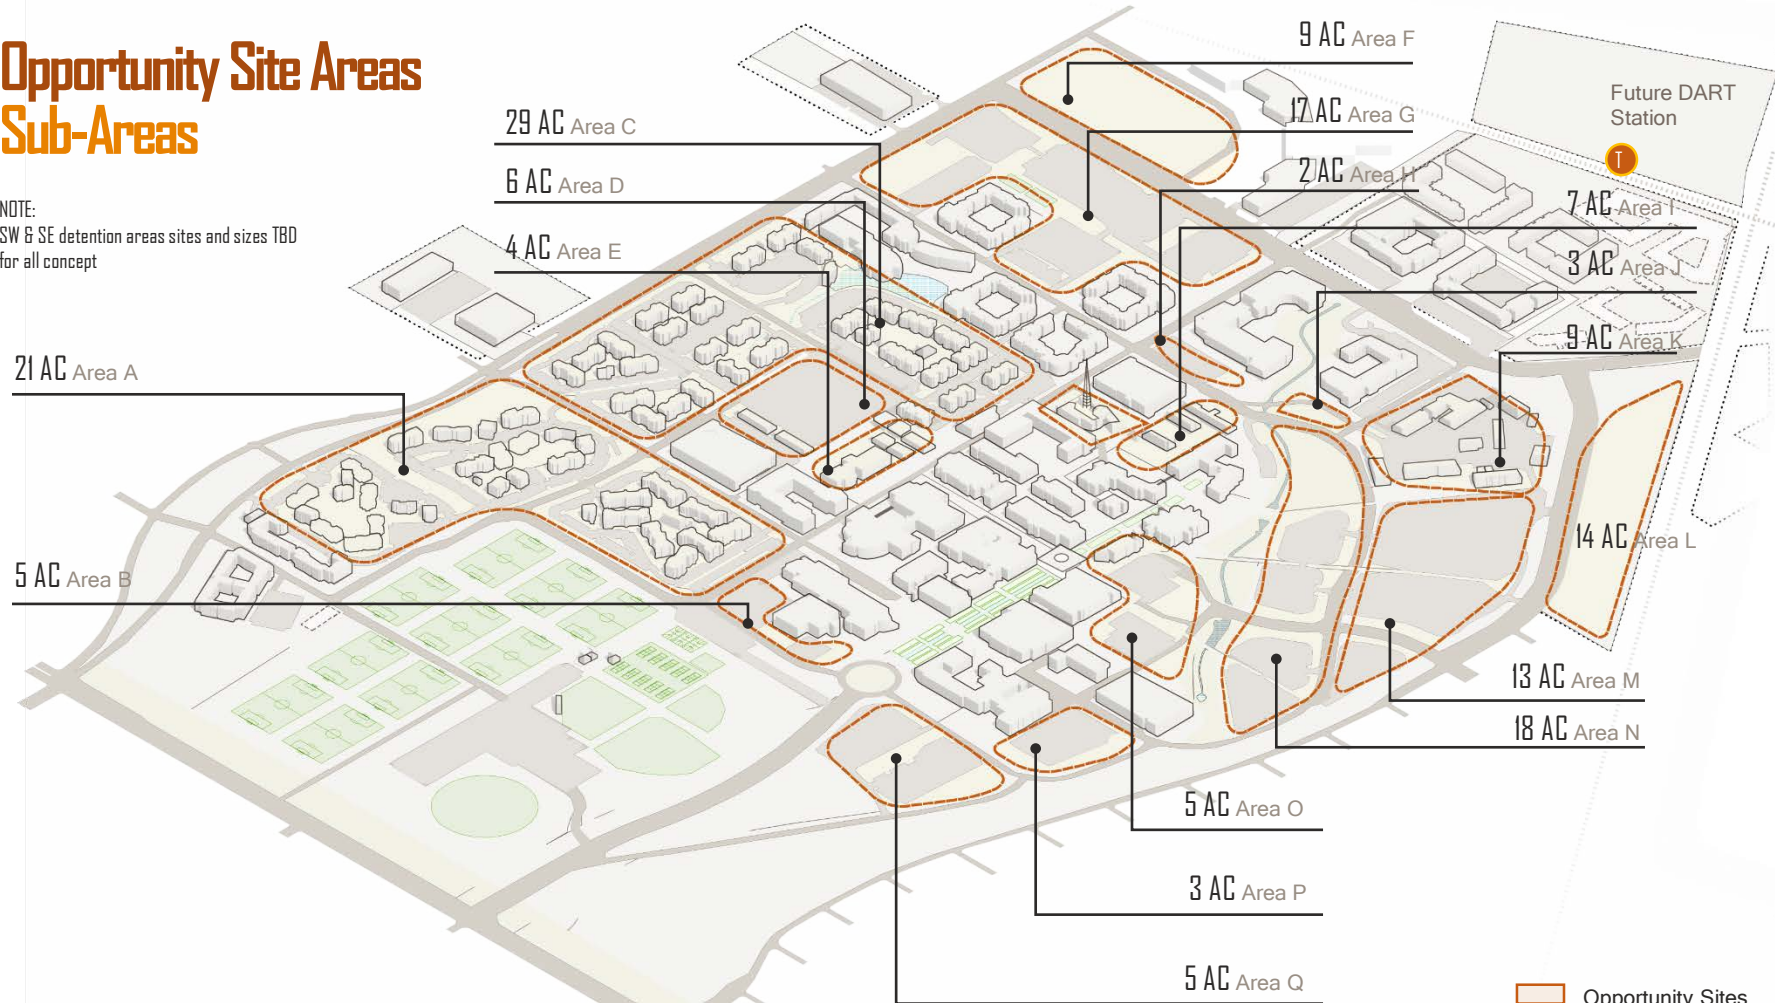 Opportunity Site Areas
Sub-Areas
NOTE:
SW & SE detention areas sites and sizes TBD
for all concept
9 AC Area F
17 AC Area G
2 AC Area H
7 AC Area I
3 AC Area J
9 AC Area K
Future DART
Station
T
29 AC Area C
6 AC Area D
4 AC Area E
21 AC Area A
5 AC Area B
14 AC Area L
13 AC Area M
18 AC Area N
5 AC Area O
3 AC Area P
5 AC Area Q
Opportunity Sites